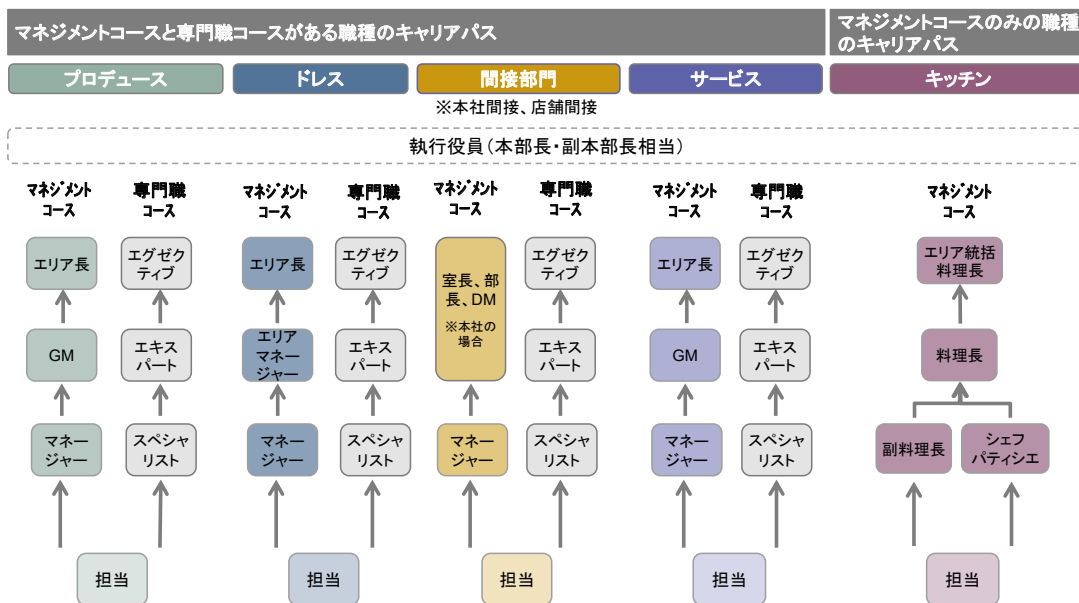 マネジメントコースと専門職コースがある職種のキャリアパス
マネジメントコースのみの職種
のキャリアパス
プロデュース
ドレス
間接部門
サービス
キッチン
※本社間接、店舗間接
執行役員(本部長・副本部長相当)
マネジメント
コース
専門職
コース
マネジメント
コース
専門職
コース
マネジメント
コース
専門職
コース
マネジメント
コース
専門職
コース
マネジメント
コース
エリア長
エグゼク
ティブ
エリア長
エグゼク
ティブ
室長、部
長、DM
※本社の
場合
エグゼク
ティブ
エリア長
エグゼク
ティブ
エリア統括
料理長
GM
エキス
パート
エリア
マネー
ジャー
エキス
パート
エキス
パート
GM
エキス
パート
料理長
マネー
ジャー
スペシャ
リスト
マネー
ジャー
スペシャ
リスト
マネー
ジャー
スペシャ
リスト
マネー
ジャー
スペシャ
リスト
副料理長
シェフ
パティシエ
担当
担当
担当
担当
担当